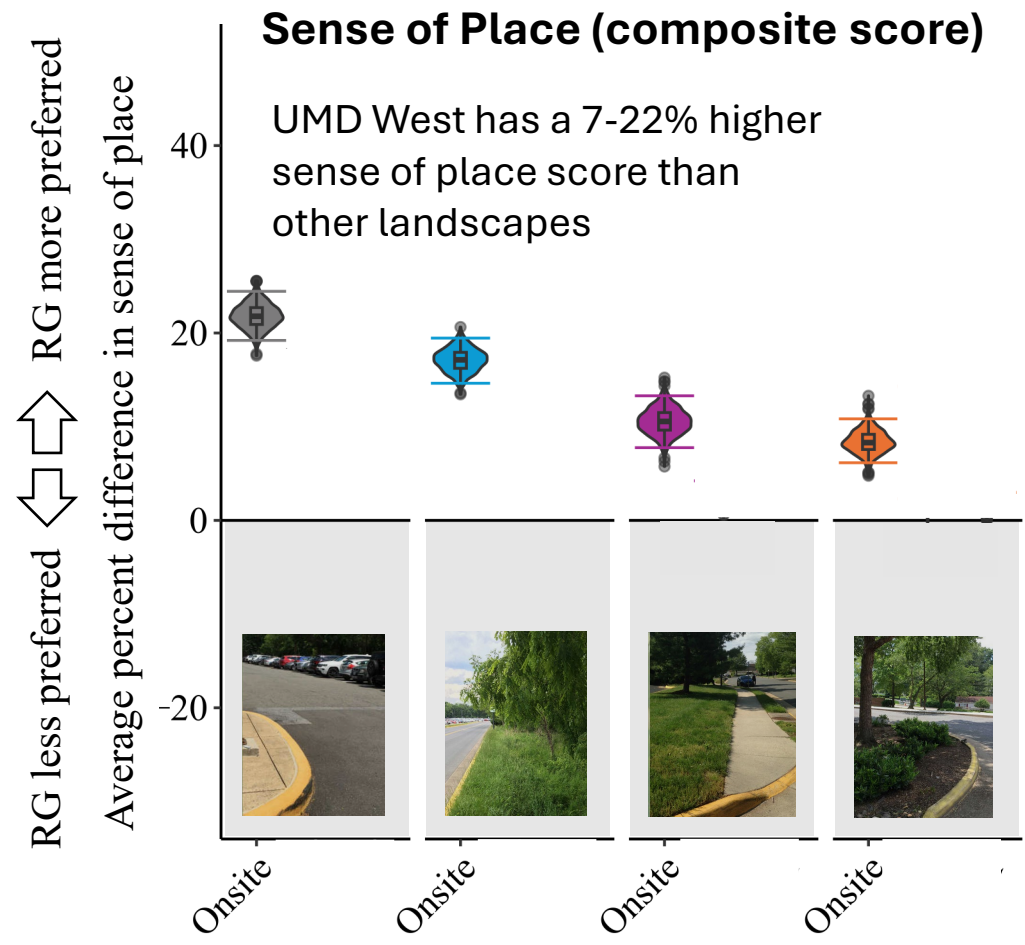 Sense of Place (composite score)
UMD West has a 7-22% higher
sense of place score than
other landscapes
RG more preferred
RG less preferred
Average percent difference in sense of place
40
20
0
-20
Onsite
Onsite
Onsite
Onsite